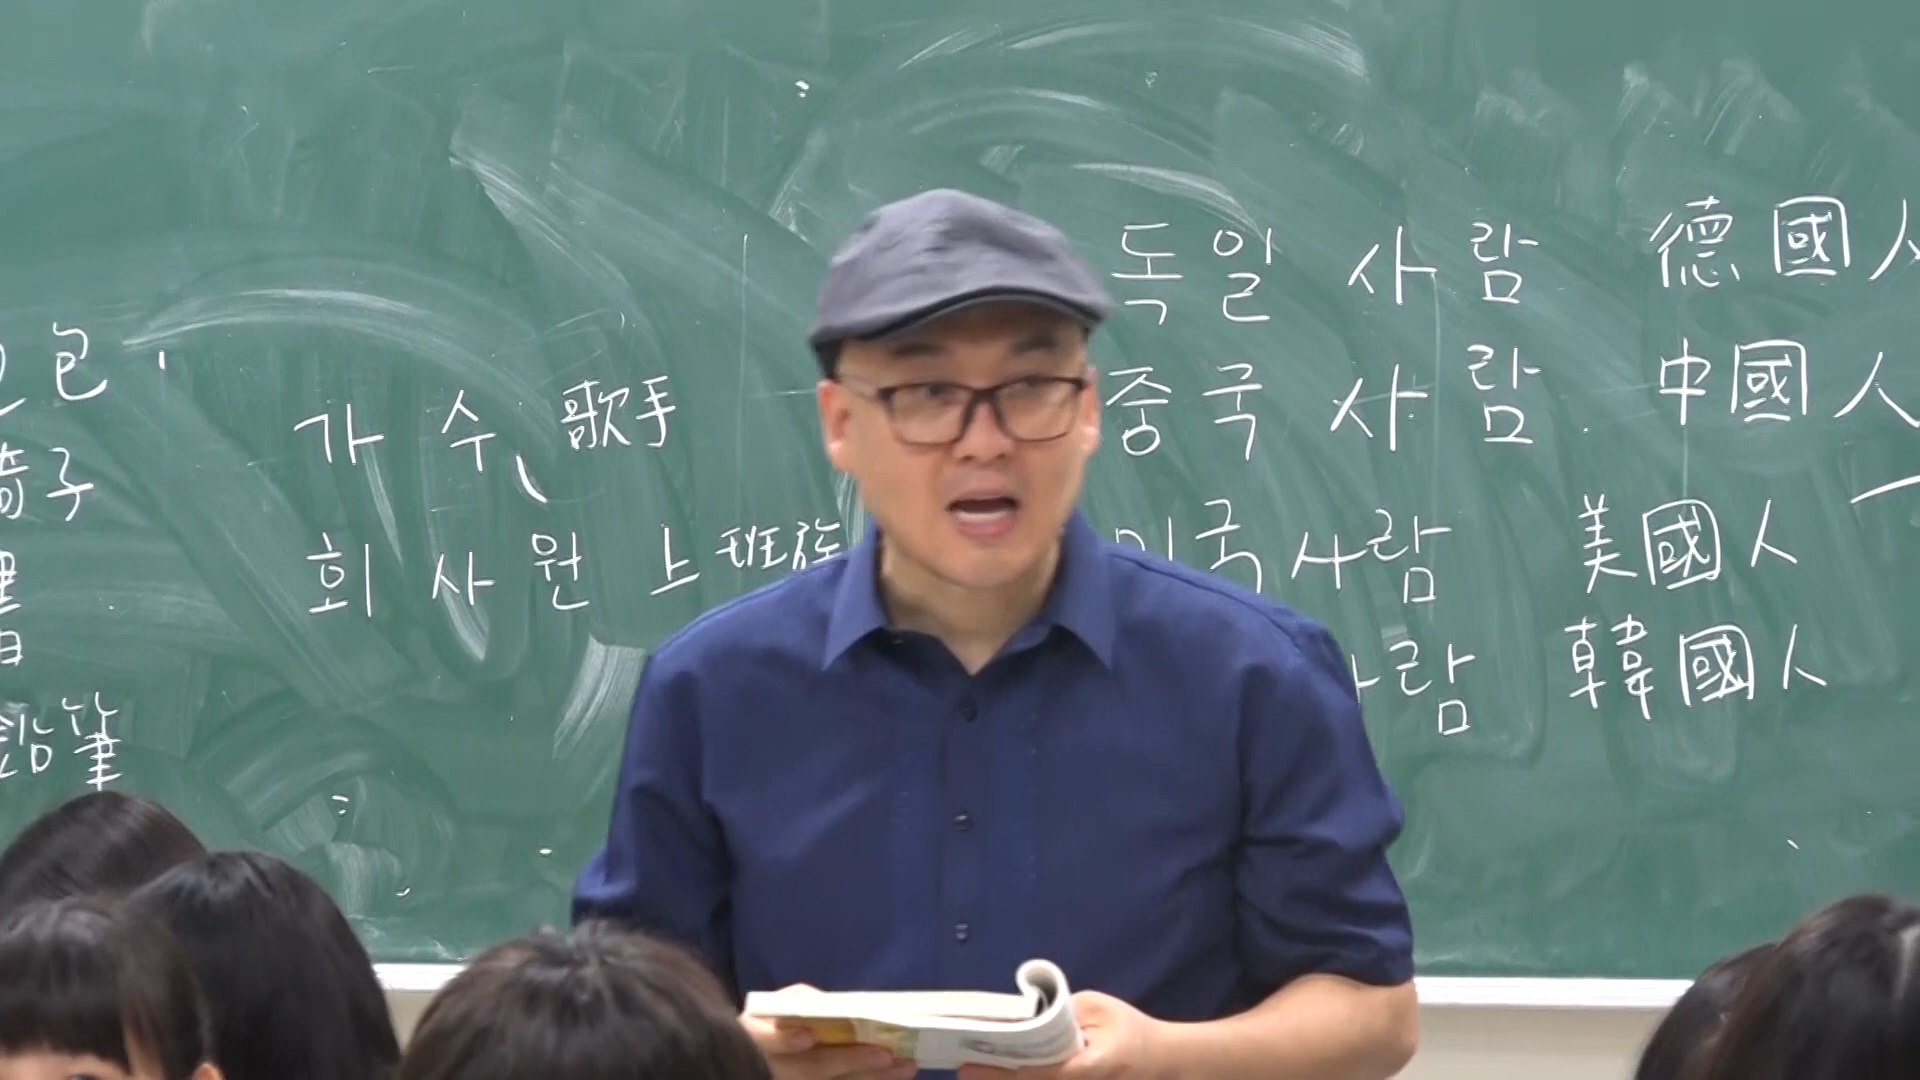 包
椅子
鉛筆
가 수 歌手
회 사 원 上班族
독일 사람 德國人
중국 사람 中國人
미국사람 美國人
사람 韓國人